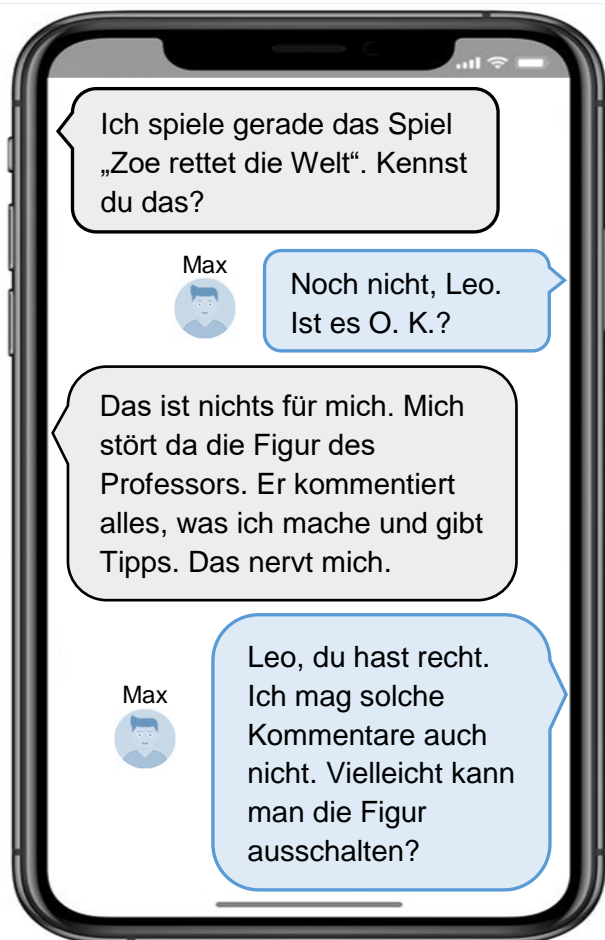 Ich spiele gerade das Spiel
„Zoe rettet die Welt“. Kennst
du das?
Max
Noch nicht, Leo.
Ist es O. K.?
Das ist nichts für mich. Mich
stört da die Figur des
Professors. Er kommentiert
alles, was ich mache und gibt
Tipps. Das nervt mich.
Max
Leo, du hast recht.
Ich mag solche
Kommentare auch
nicht. Vielleicht kann
man die Figur
ausschalten?